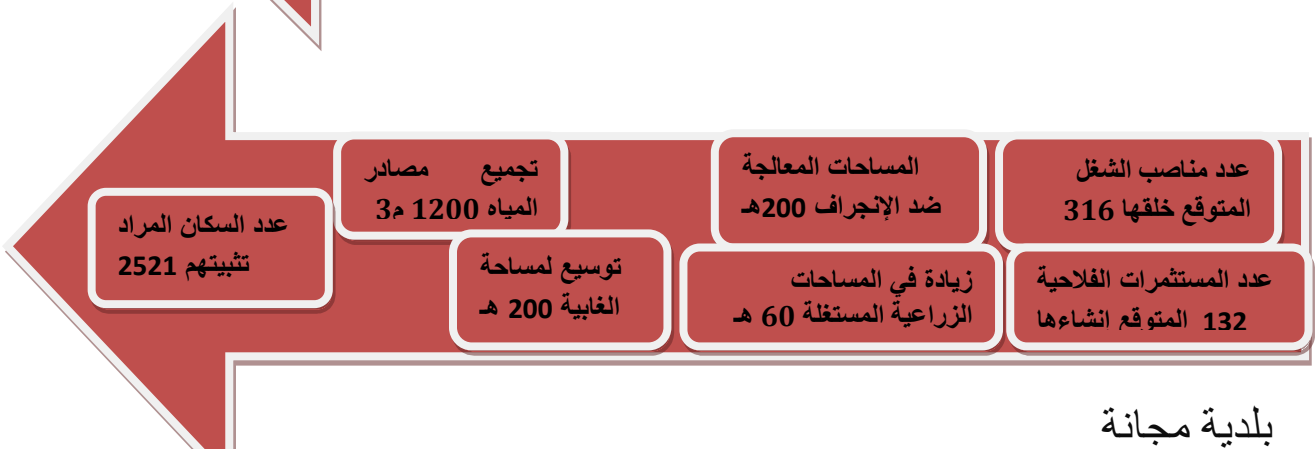 عدد مناصب الشغل
المتوقع خلقها 316
المساحات المعالجة
ضد الإنجراف 200هـ
تجميع مصادر
المياه 1200 م3
عدد السكان المراد
تثبيتهم 2521
عدد المستثمرات الفلاحية
132 المتوقع انشاءها
زيادة في المساحات
الزراعية المستغلة 60 هـ
توسيع لمساحة
الغابية 200 هـ
بلدية مجانة